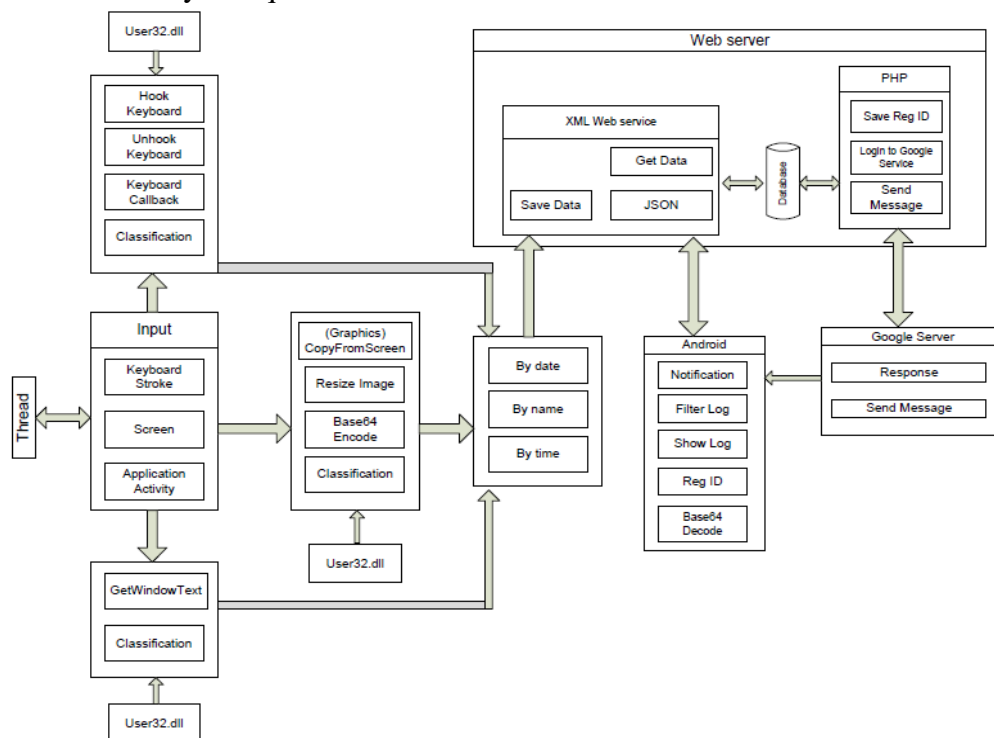 User32.dll
Hook
Keyboard
Unhook
Keyboard
Keyboard
Callback
Classification
Input
Keyboard
Stroke
Screen
Application
Activity
Thread
GetWindowText
Classification
User32.dll
(Graphics)
CopyFromScreen
Resize Image
Base64
Encode
Classification
User32.dll
By date
By name
By time
Web server
XML Web service
Get Data
Save Data
JSON
Database
PHP
Save Reg ID
Login to Google
Service
Send
Message
Android
Notification
Filter Log
Show Log
Reg ID
Base64
Decode
Google Server
Response
Send Message